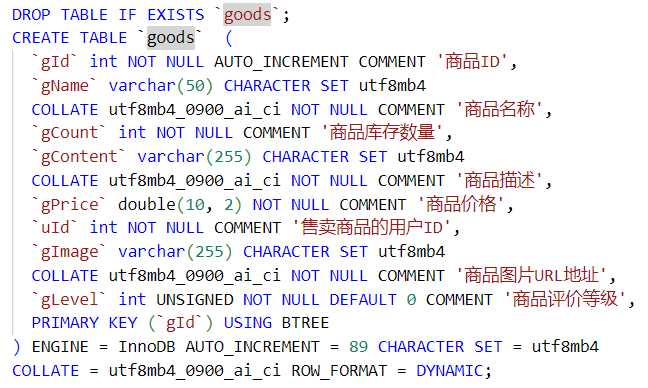 DROP TABLE IF EXISTS `goods`;
CREATE TABLE `goods`  (
  `gId` int NOT NULL AUTO_INCREMENT COMMENT '商品ID',
  `gName` varchar(50) CHARACTER SET utf8mb4
  COLLATE utf8mb4_0900_ai_ci NOT NULL COMMENT '商品名称',
  `gCount` int NOT NULL COMMENT '商品库存数量',
  `gContent` varchar(255) CHARACTER SET utf8mb4
  COLLATE utf8mb4_0900_ai_ci NOT NULL COMMENT '商品描述',
  `gPrice` double(10, 2) NOT NULL COMMENT '商品价格',
  `uId` int NOT NULL COMMENT '售卖商品的用户ID',
  `gImage` varchar(255) CHARACTER SET utf8mb4
  COLLATE utf8mb4_0900_ai_ci NOT NULL COMMENT '商品图片URL地址',
  `gLevel` int UNSIGNED NOT NULL DEFAULT 0 COMMENT '商品评价等级',
  PRIMARY KEY (`gId`) USING BTREE
) ENGINE = InnoDB AUTO_INCREMENT = 89 CHARACTER SET = utf8mb4
COLLATE = utf8mb4_0900_ai_ci ROW_FORMAT = DYNAMIC;